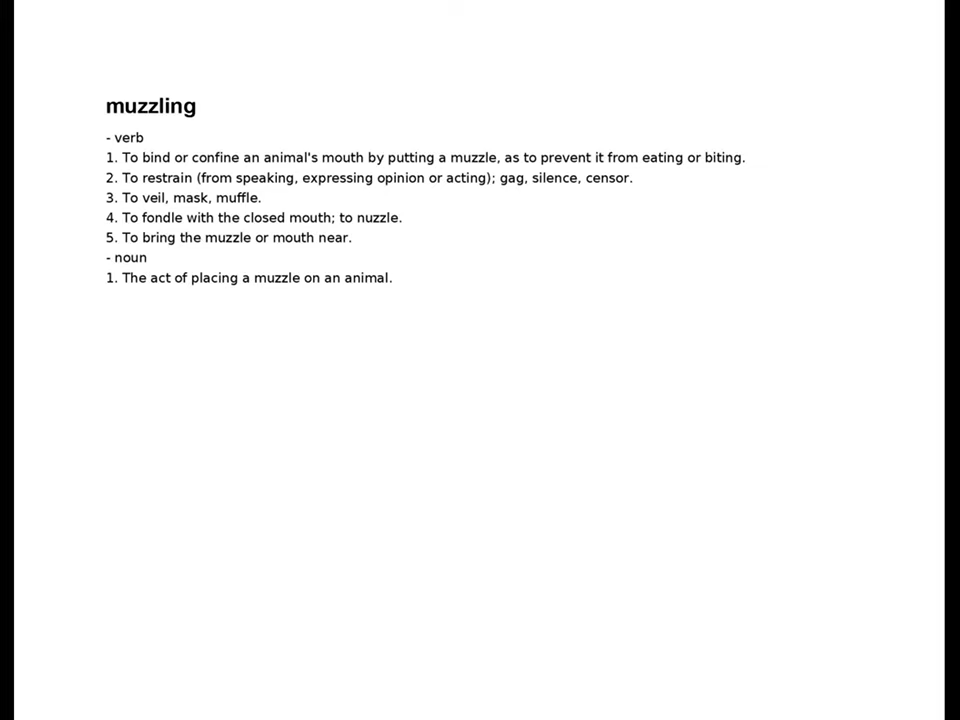 muzzling
- verb
1. To bind or confine an animal's mouth by putting a muzzle, as to prevent it from eating or biting.
2. To restrain (from speaking, expressing opinion or acting); gag, silence, censor.
3. To veil, mask, muffle.
4. To fondle with the closed mouth; to nuzzle.
5. To bring the muzzle or mouth near.
- noun
1. The act of placing a muzzle on an animal.